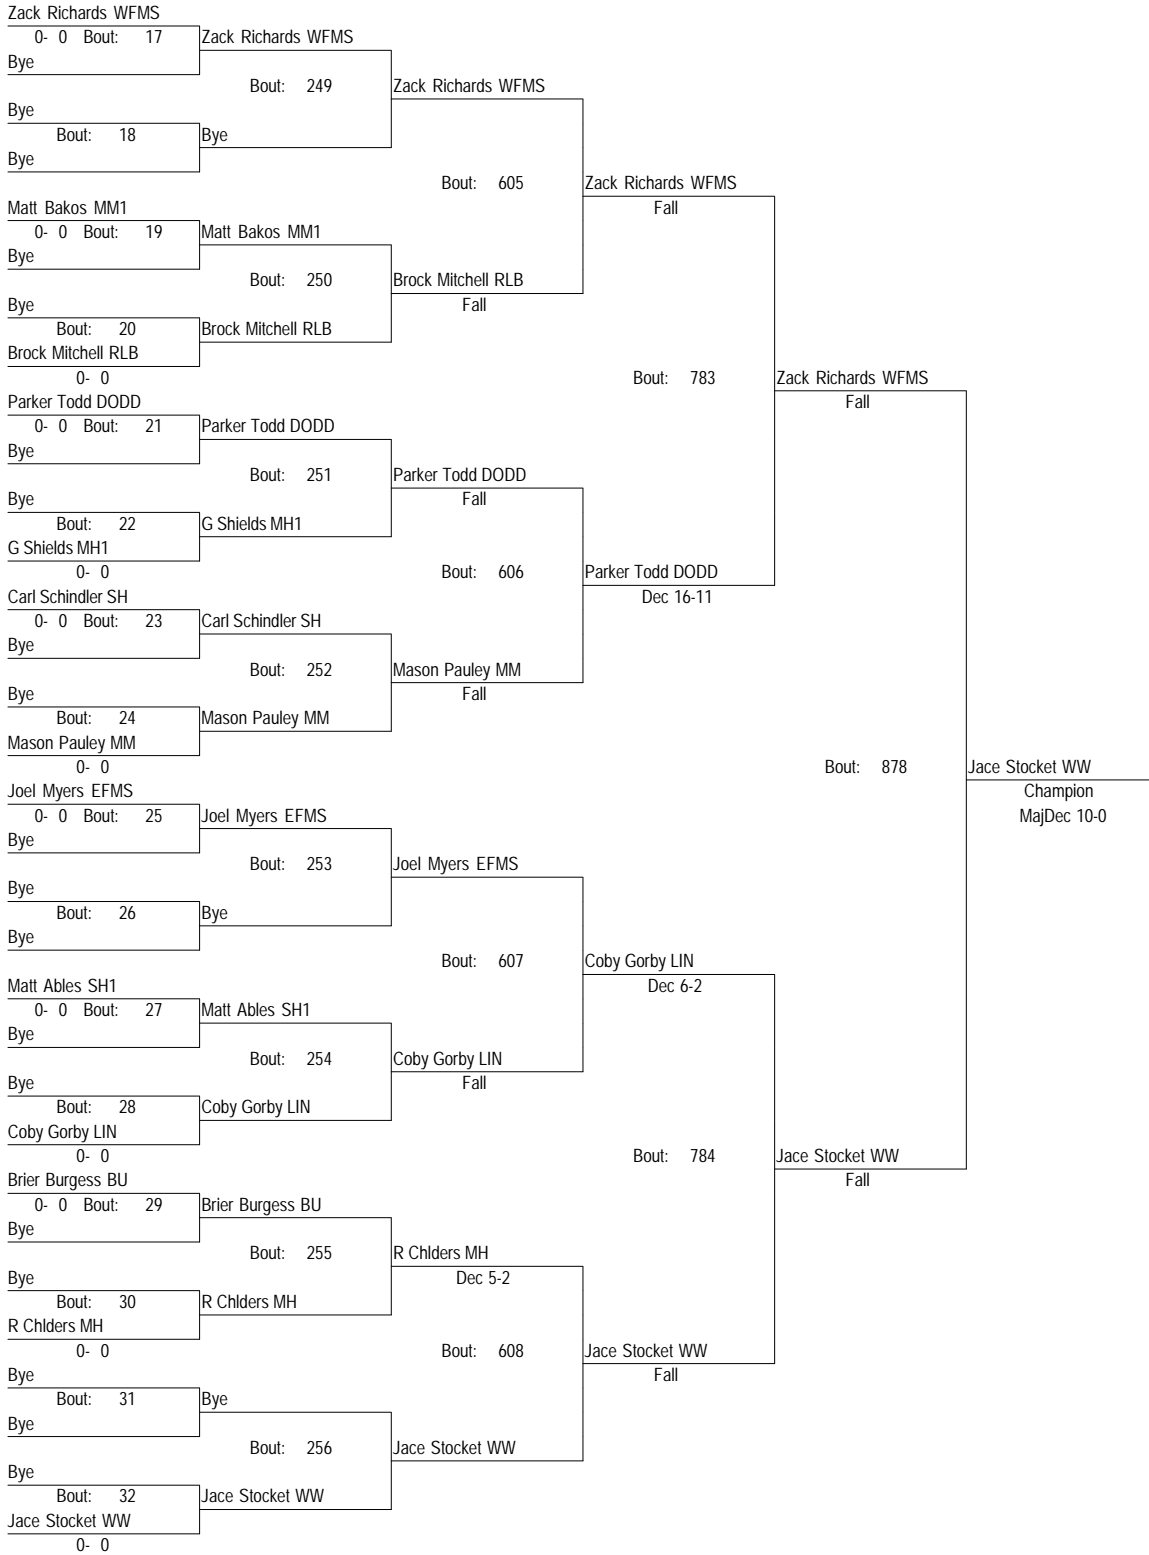 Zack Richards WFMS
0- 0 Bout: 17 Zack Richards WFMS
Bye
Bout: 249 Zack Richards WFMS
Bye
Bout: 18 Bye
Bye
Bout: 605 Zack Richards WFMS
Matt Bakos MM1 Fall
0- 0 Bout: 19 Matt Bakos MM1
Bye
Bout: 250 Brock Mitchell RLB
Bye Fall
Bout: 20 Brock Mitchell RLB
Brock Mitchell RLB
0- 0 Bout: 783 Zack Richards WFMS
Parker Todd DODD Fall
0- 0 Bout: 21 Parker Todd DODD
Bye
Bout: 251 Parker Todd DODD
Bye Fall
Bout: 22 G Shields MH1
G Shields MH1
0- 0 Bout: 606 Parker Todd DODD
Carl Schindler SH Dec 16-11
0- 0 Bout: 23 Carl Schindler SH
Bye
Bout: 252 Mason Pauley MM
Bye Fall
Bout: 24 Mason Pauley MM
Mason Pauley MM
0- 0 Bout: 878 Jace Stocket WW
Joel Myers EFMS Champion
0- 0 Bout: 25 Joel Myers EFMS MajDec 10-0
Bye
Bout: 253 Joel Myers EFMS
Bye
Bout: 26 Bye
Bye
Bout: 607 Coby Gorby LIN
Matt Ables SH1 Dec 6-2
0- 0 Bout: 27 Matt Ables SH1
Bye
Bout: 254 Coby Gorby LIN
Bye Fall
Bout: 28 Coby Gorby LIN
Coby Gorby LIN
0- 0 Bout: 784 Jace Stocket WW
Brier Burgess BU Fall
0- 0 Bout: 29 Brier Burgess BU
Bye
Bout: 255 R Chlders MH
Bye Dec 5-2
Bout: 30 R Chlders MH
R Chlders MH
0- 0 Bout: 608 Jace Stocket WW
Bye Fall
Bout: 31 Bye
Bye
Bout: 256 Jace Stocket WW
Bye
Bout: 32 Jace Stocket WW
Jace Stocket WW
0- 0